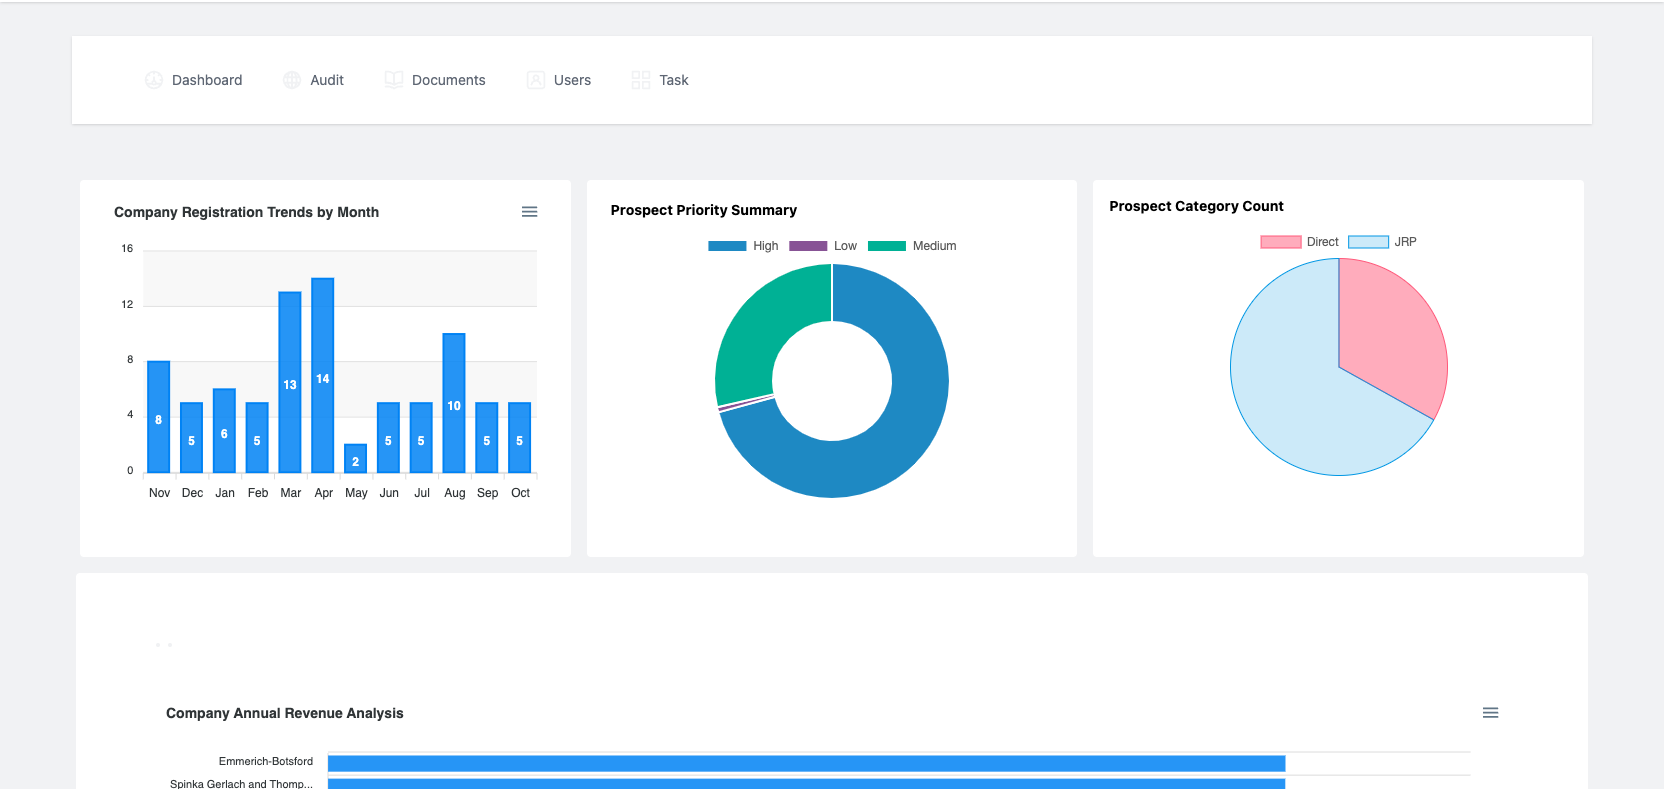 Dashboard Audit Documents Users Task
Company Registration Trends by Month
16
12
8
4
0
8 5 6 5 13 14 2 5 5 10 5 5
Nov Dec Jan Feb Mar Apr May Jun Jul Aug Sep Oct
Prospect Priority Summary
High Low Medium
Prospect Category Count
Direct JRP
Company Annual Revenue Analysis
Emmerich-Botsford
Spinka Gerlach and Thomp...